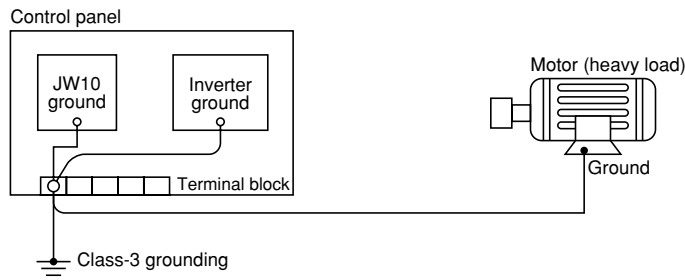 Control panel
JW10
ground
Inverter
ground
Terminal block
Motor (heavy load)
Ground
Class-3 grounding